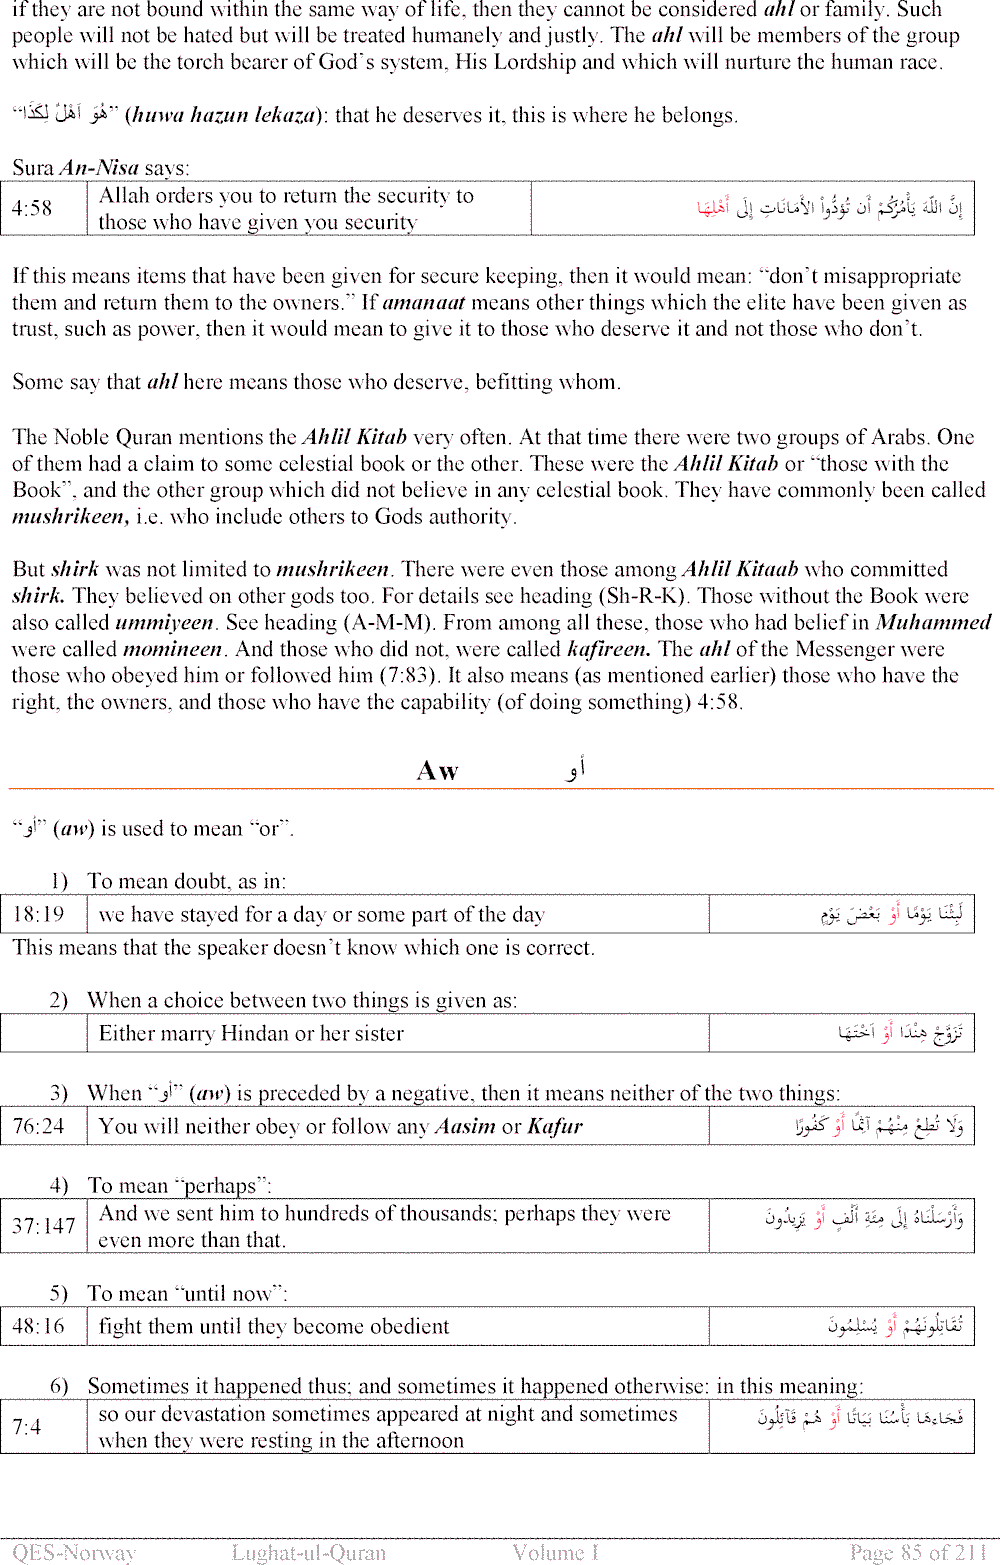 if they are not bound within the same way of life, then they cannot be considered ahl or family. Such
people will not be hated but will be treated humanely and justly. The ahl will be members of the group
which will be the torch bearer of God's system, His Lordship and which will nurture the human race.
“هُوَ اَهْلٌ لِكَذَا” (huwa hazun lekaza): that he deserves it, this is where he belongs.
Sura An-Nisa says:
4:58 Allah orders you to return the security to those who have given you security إِنَّ اللّهَ يَأْمُرُكُمْ أَن تُؤدُّواْ الأَمَانَاتِ إِلَى أَهْلِهَا
If this means items that have been given for secure keeping, then it would mean: “don't misappropriate
them and return them to the owners.” If amanaat means other things which the elite have been given as
trust, such as power, then it would mean to give it to those who deserve it and not those who don't.
Some say that ahl here means those who deserve, befitting whom.
The Noble Quran mentions the Ahlil Kitab very often. At that time there were two groups of Arabs. One
of them had a claim to some celestial book or the other. These were the Ahlil Kitab or “those with the
Book”, and the other group which did not believe in any celestial book. They have commonly been called
mushrikeen, i.e. who include others to Gods authority.
But shirk was not limited to mushrikeen. There were even those among Ahlil Kitaab who committed
shirk. They believed on other gods too. For details see heading (Sh-R-K). Those without the Book were
also called ummiyeen. See heading (A-M-M). From among all these, those who had belief in Muhammed
were called momineen. And those who did not, were called kafireen. The ahl of the Messenger were
those who obeyed him or followed him (7:83). It also means (as mentioned earlier) those who have the
right, the owners, and those who have the capability (of doing something) 4:58.
Aw أو
“أو” (aw) is used to mean “or”.
1) To mean doubt, as in:
18:19 we have stayed for a day or some part of the day لَبِثْنَا يَوْمًا أَوْ بَعْضَ يَوْمٍ
This means that the speaker doesn't know which one is correct.
2) When a choice between two things is given as:
Either marry Hindan or her sister تَزَوَّجْ هِنْدَا أَوْ اَخْتَهَا
3) When “أو” (aw) is preceded by a negative, then it means neither of the two things:
76:24 You will neither obey or follow any Aasim or Kafur وَلَا تُطِعْ مِنْهُمْ آثِمًا أَوْ كَفُورًا
4) To mean “perhaps”:
37:147 And we sent him to hundreds of thousands; perhaps they were even more than that. وَأَرْسَلْنَاهُ إِلَى مِئَةِ أَلْفٍ أَوْ يَزِيدُونَ
5) To mean “until now”:
48:16 fight them until they become obedient تُقَاتِلُونَهُمْ أَوْ يُسْلِمُونَ
6) Sometimes it happened thus; and sometimes it happened otherwise: in this meaning:
7:4 so our devastation sometimes appeared at night and sometimes when they were resting in the afternoon فَجَاءهَا بَأْسُنَا بَيَاتًا أَوْ هُمْ قَآئِلُونَ
QES-Norway Lughat-ul-Quran Volume I Page 85 of 211